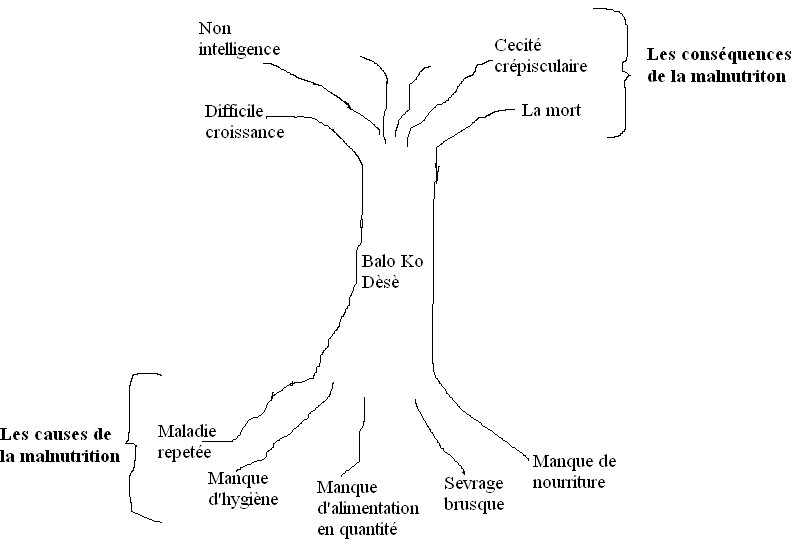 Non
intelligence
Cecité
crépisculaire
Les conséquences
de la malnutriton
Difficile
croissance
La mort
Balo Ko
Dèsè
Les causes de
la malnutrition
Maladie
repetée
Manque
d'hygiène
Manque
d'alimentation
en quantité
Sevrage
brusque
Manque de
nourriture